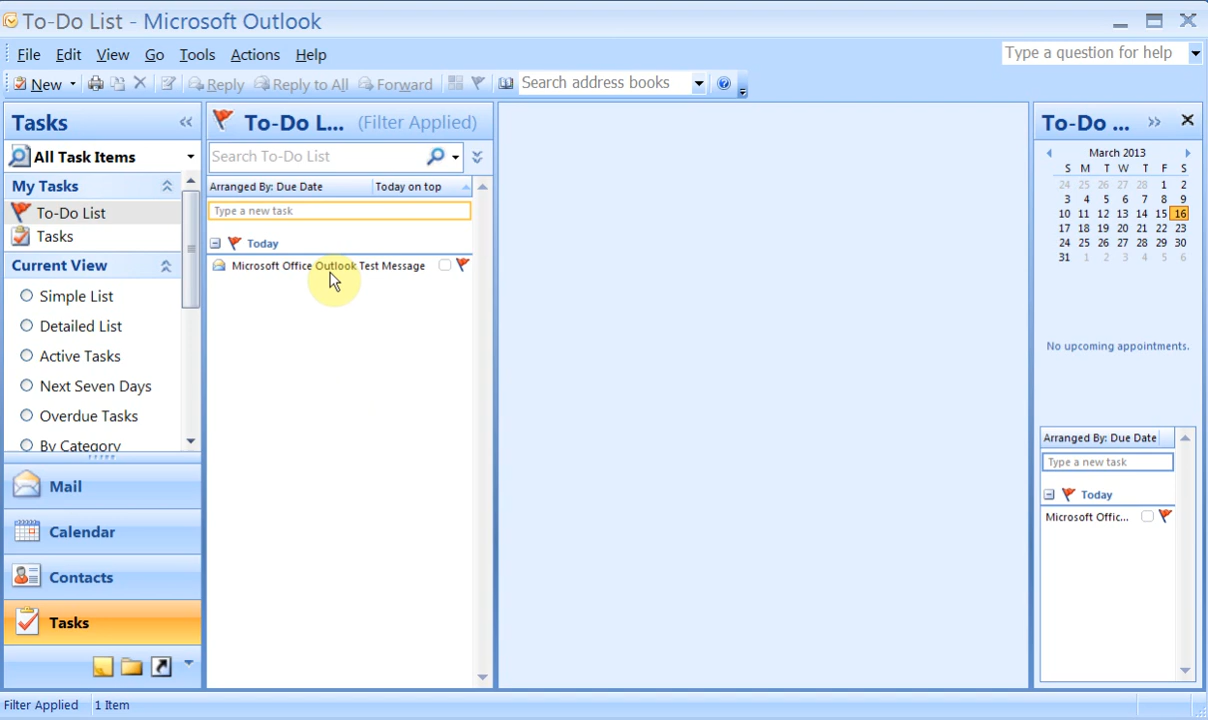 To-Do List - Microsoft Outlook
File Edit View Go Tools Actions Help
Type a question for help
New Reply Reply to All Forward Search address books
Tasks
All Task Items
My Tasks
To-Do List
Tasks
Current View
Simple List
Detailed List
Active Tasks
Next Seven Days
Overdue Tasks
By Category
Mail
Calendar
Contacts
Tasks
To-Do L... (Filter Applied)
Search To-Do List
Arranged By: Due Date Today on top
Type a new task
Today
Microsoft Office Outlook Test Message
To-Do ...
March 2013
S M T W T F S
24 25 26 27 28 1 2
3 4 5 6 7 8 9
10 11 12 13 14 15 16
17 18 19 20 21 22 23
24 25 26 27 28 29 30
31 1 2 3 4 5 6
No upcoming appointments.
Arranged By: Due Date
Type a new task
Today
Microsoft Offic...
Filter Applied 1 Item